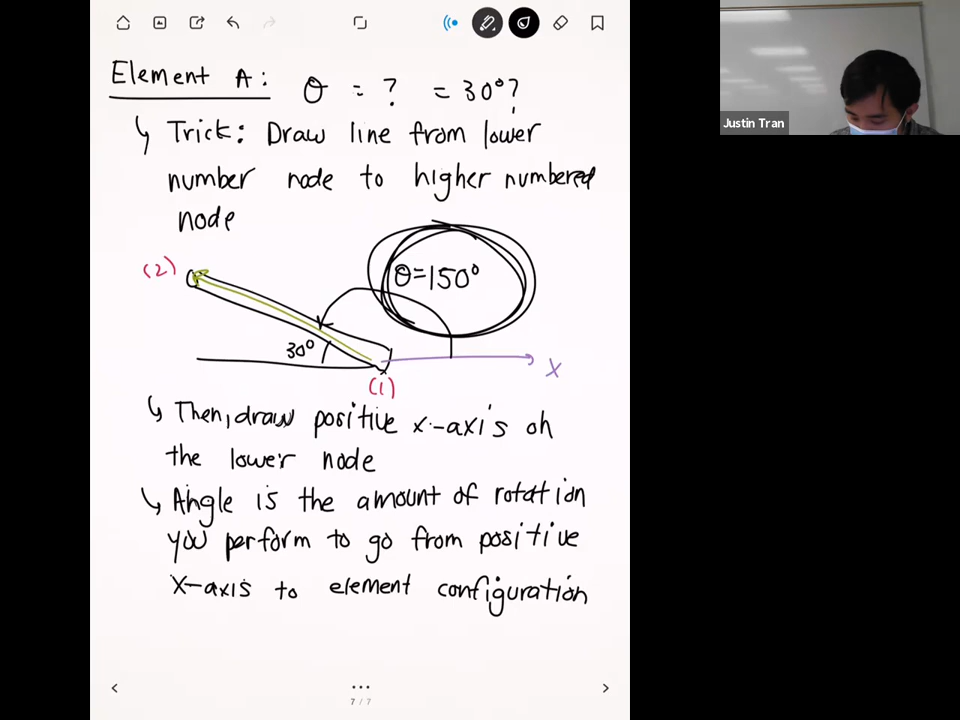 Element A: θ = ? = 30°?
↳ Trick: Draw line from lower
number node to higher numbered
node
(2)
θ=150°
30°
X
(1)
↳ Then, draw positive x-axis on
the lower node
↳ Angle is the amount of rotation
you perform to go from positive
X-axis to element configuration
7 / 7
Justin Tran